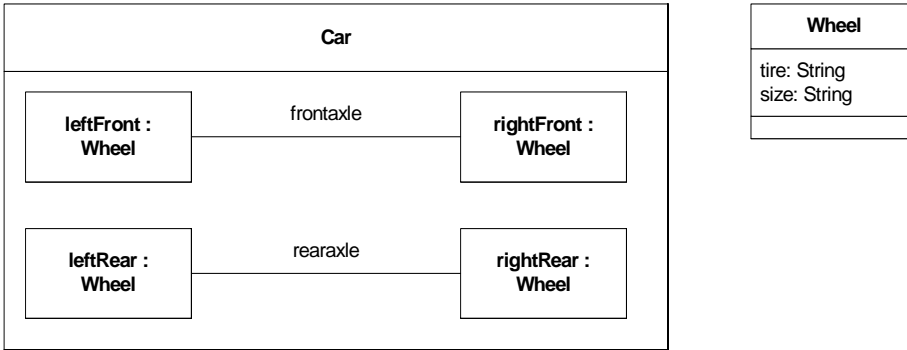 Car
leftFront :
Wheel
frontaxle
rightFront :
Wheel
leftRear :
Wheel
rearaxle
rightRear :
Wheel
Wheel
tire: String
size: String